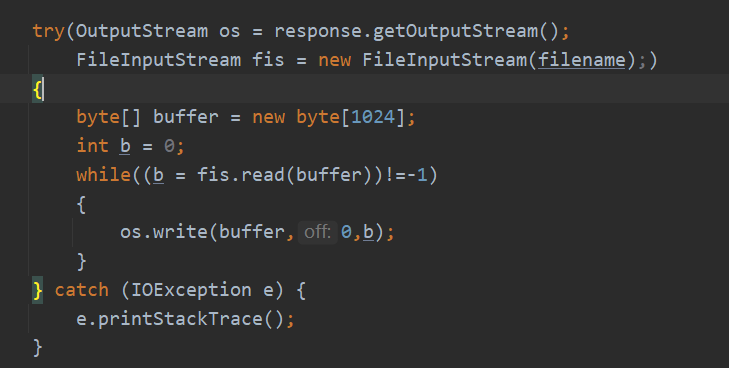 try(OutputStream os = response.getOutputStream();
    FileInputStream fis = new FileInputStream(filename);)
{
    byte[] buffer = new byte[1024];
    int b = 0;
    while((b = fis.read(buffer))!=-1)
    {
        os.write(buffer, off: 0,b);
    }
} catch (IOException e) {
    e.printStackTrace();
}